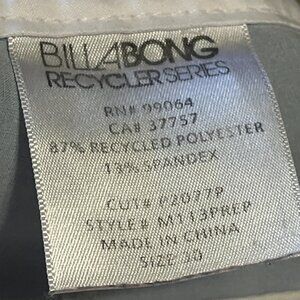 BILLABONG
RECYCLER SERIES
RN# 99064
CA# 37757
87% RECYCLED POLYESTER
13% SPANDEX
CUT# P2077P
STYLE# M113PREP
MADE IN CHINA
SIZE 30